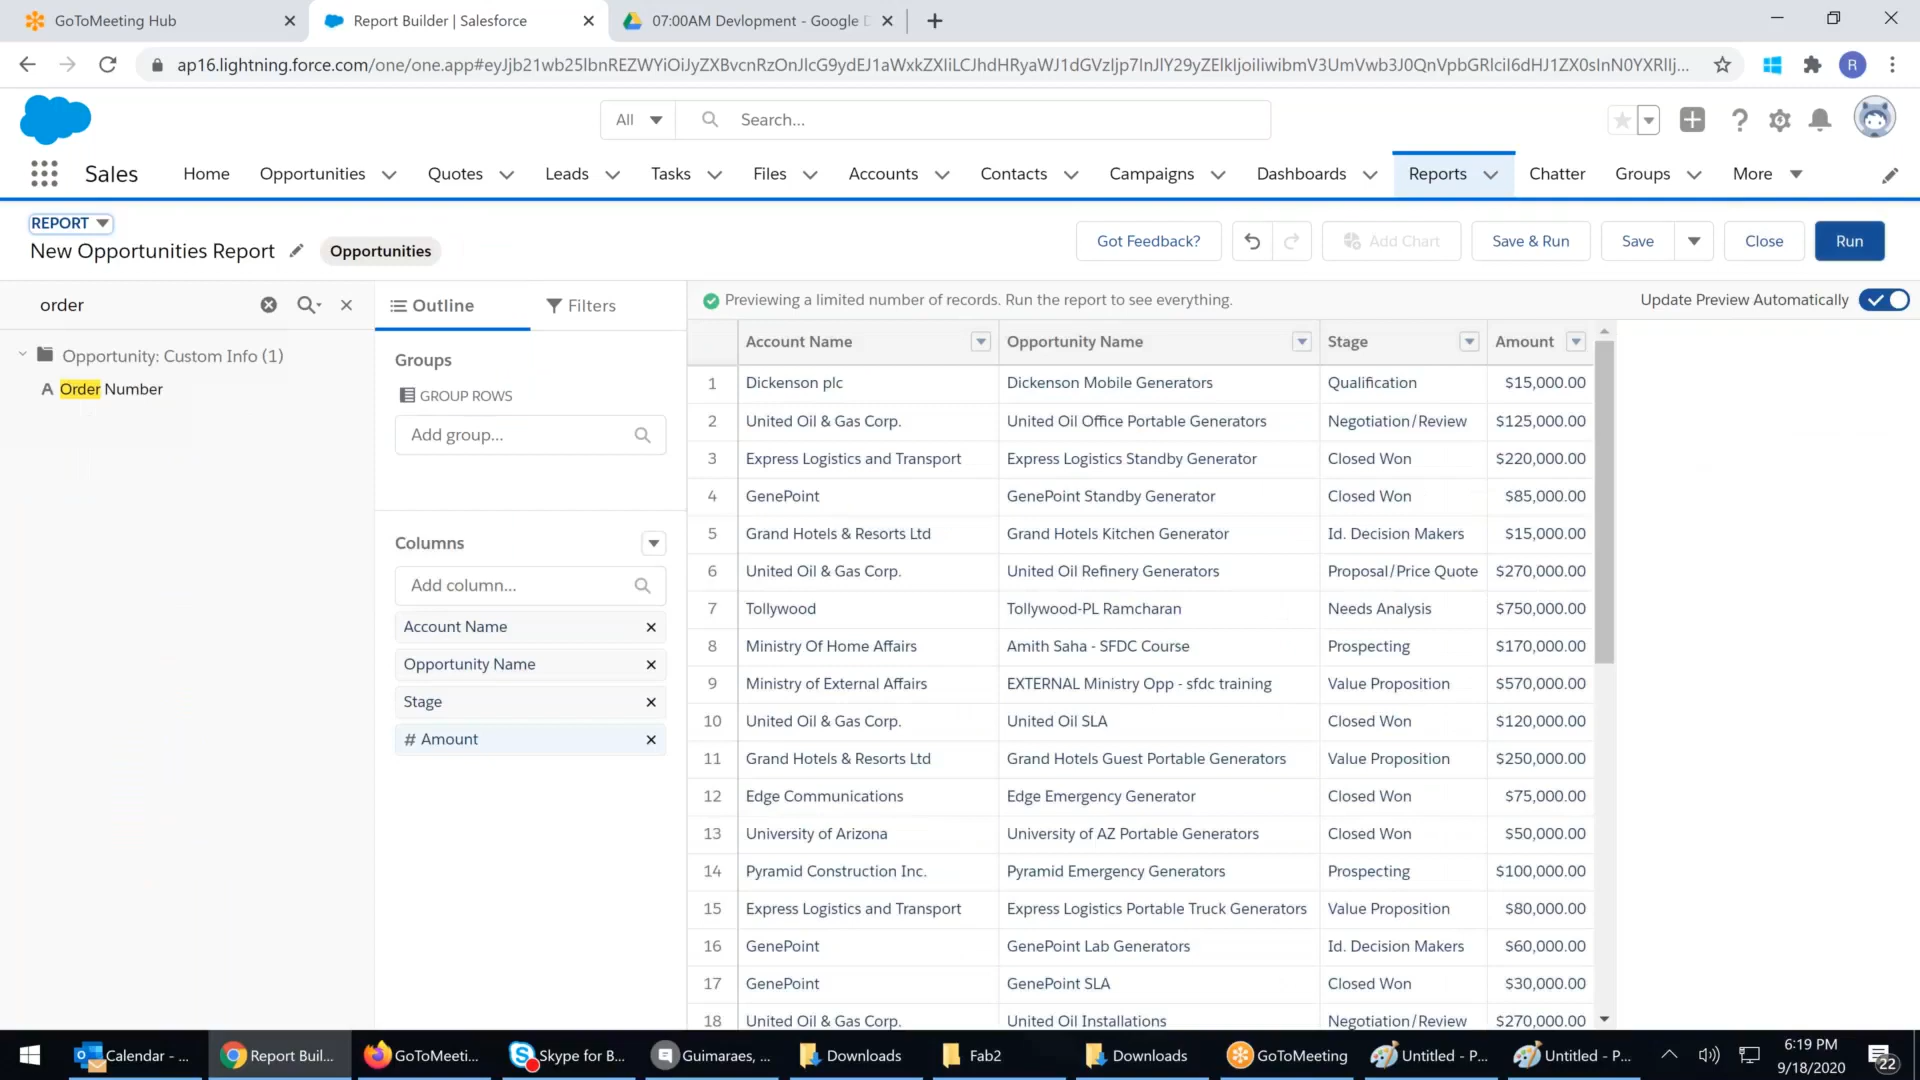 GoToMeeting Hub
Report Builder | Salesforce
07:00AM Devlopment - Google D
All
Search...
Sales
Home
Opportunities
Quotes
Leads
Tasks
Files
Accounts
Contacts
Campaigns
Dashboards
Reports
Chatter
Groups
More
REPORT
New Opportunities Report
Opportunities
Got Feedback?
Add Chart
Save & Run
Save
Close
Run
order
Opportunity: Custom Info (1)
A Order Number
Outline
Filters
Groups
GROUP ROWS
Add group...
Columns
Add column...
Account Name
Opportunity Name
Stage
# Amount
Previewing a limited number of records. Run the report to see everything.
Update Preview Automatically
Account Name Opportunity Name Stage Amount
1 Dickenson plc Dickenson Mobile Generators Qualification $15,000.00
2 United Oil & Gas Corp. United Oil Office Portable Generators Negotiation/Review $125,000.00
3 Express Logistics and Transport Express Logistics Standby Generator Closed Won $220,000.00
4 GenePoint GenePoint Standby Generator Closed Won $85,000.00
5 Grand Hotels & Resorts Ltd Grand Hotels Kitchen Generator Id. Decision Makers $15,000.00
6 United Oil & Gas Corp. United Oil Refinery Generators Proposal/Price Quote $270,000.00
7 Tollywood Tollywood-PL Ramcharan Needs Analysis $750,000.00
8 Ministry Of Home Affairs Amith Saha - SFDC Course Prospecting $170,000.00
9 Ministry of External Affairs EXTERNAL Ministry Opp - sfdc training Value Proposition $570,000.00
10 United Oil & Gas Corp. United Oil SLA Closed Won $120,000.00
11 Grand Hotels & Resorts Ltd Grand Hotels Guest Portable Generators Value Proposition $250,000.00
12 Edge Communications Edge Emergency Generator Closed Won $75,000.00
13 University of Arizona University of AZ Portable Generators Closed Won $50,000.00
14 Pyramid Construction Inc. Pyramid Emergency Generators Prospecting $100,000.00
15 Express Logistics and Transport Express Logistics Portable Truck Generators Value Proposition $80,000.00
16 GenePoint GenePoint Lab Generators Id. Decision Makers $60,000.00
17 GenePoint GenePoint SLA Closed Won $30,000.00
18 United Oil & Gas Corp. United Oil Installations Negotiation/Review $270,000.00
Calendar - ...
Report Buil...
GoToMeeti...
Skype for B...
Guimaraes, ...
Downloads
Fab2
Downloads
GoToMeeting
Untitled - P...
Untitled - P...
6:19 PM
9/18/2020
22